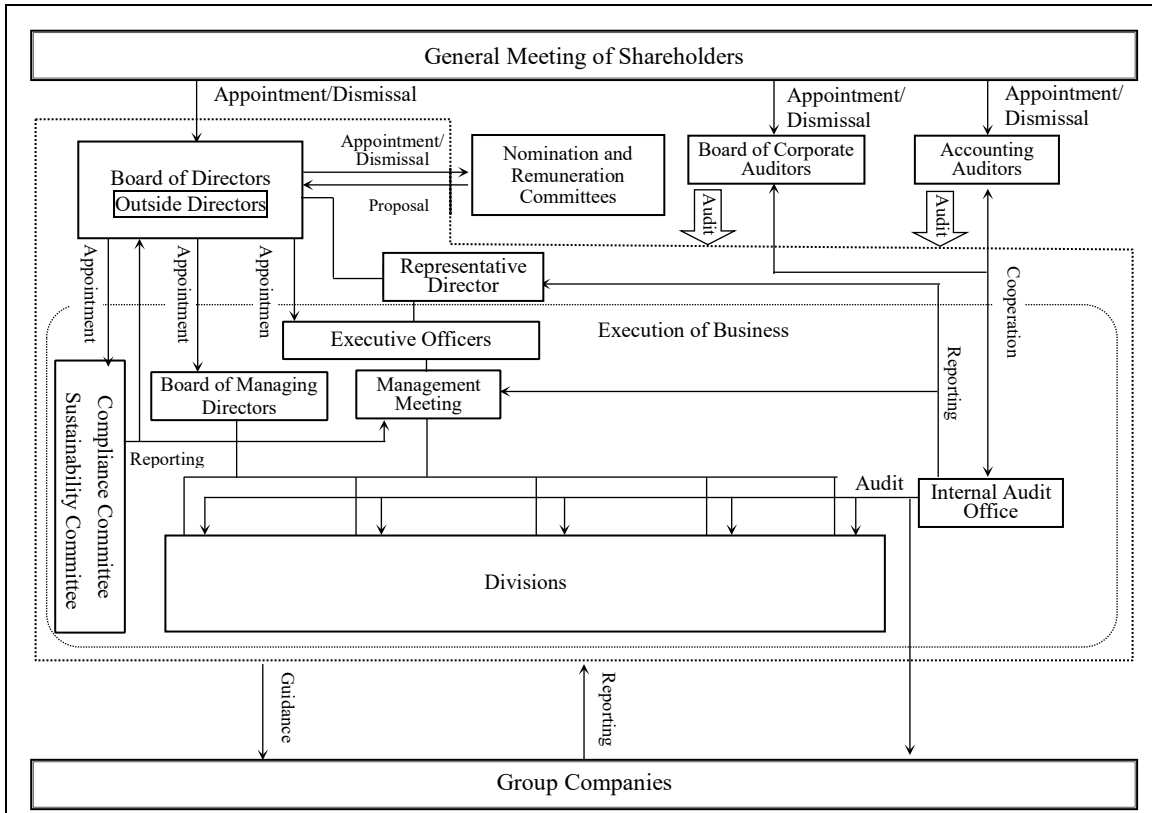 General Meeting of Shareholders
Appointment/Dismissal
Appointment/
Dismissal
Appointment/
Dismissal
Board of Directors
Outside Directors
Appointment/
Dismissal
Proposal
Nomination and
Remuneration
Committees
Board of Corporate
Auditors
Accounting
Auditors
Audit
Audit
Appointment
Appointment
Appointmen
Representative
Director
Cooperation
Executive Officers
Execution of Business
Reporting
Board of Managing
Directors
Management
Meeting
Compliance Committee
Sustainability Committee
Reporting
Audit
Internal Audit
Office
Divisions
Guidance
Reporting
Group Companies